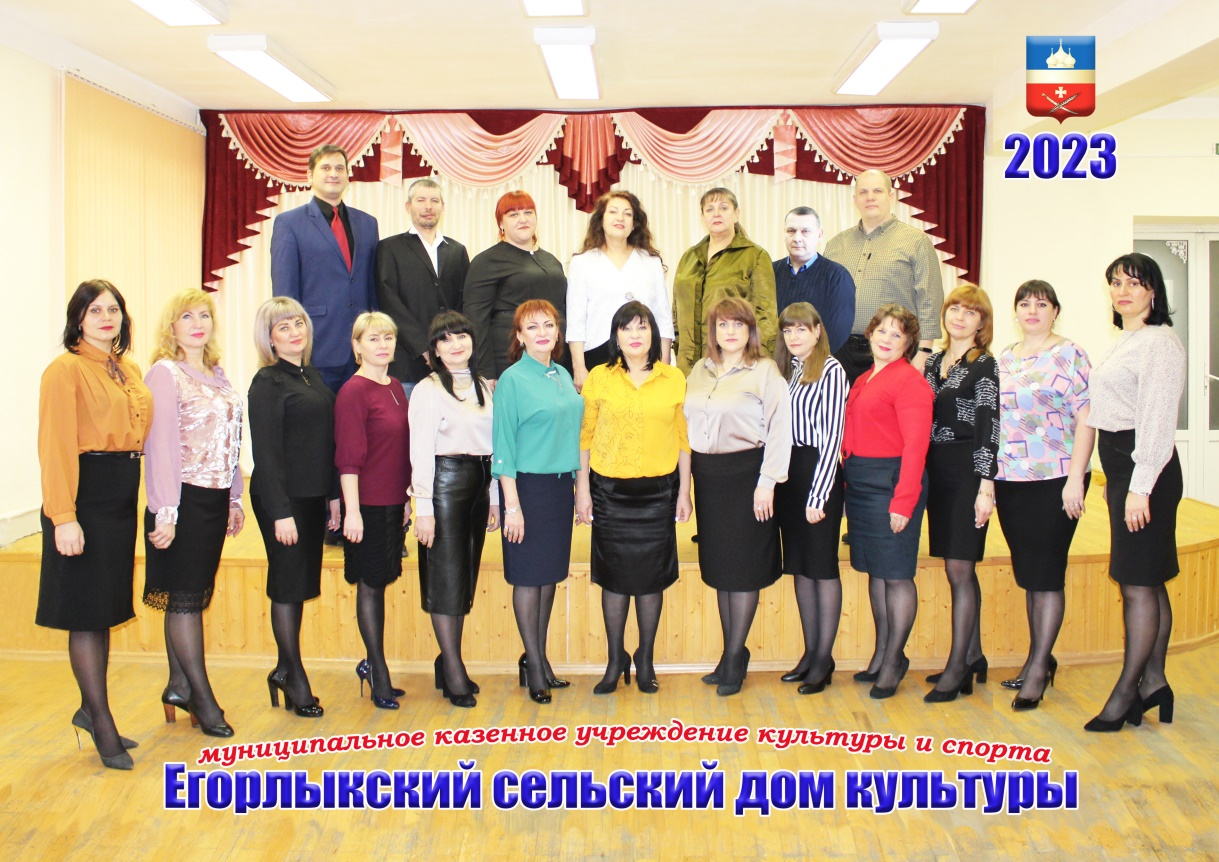 2023
муниципальное казенное учреждение культуры и спорта
Егорлыкский сельский дом культуры